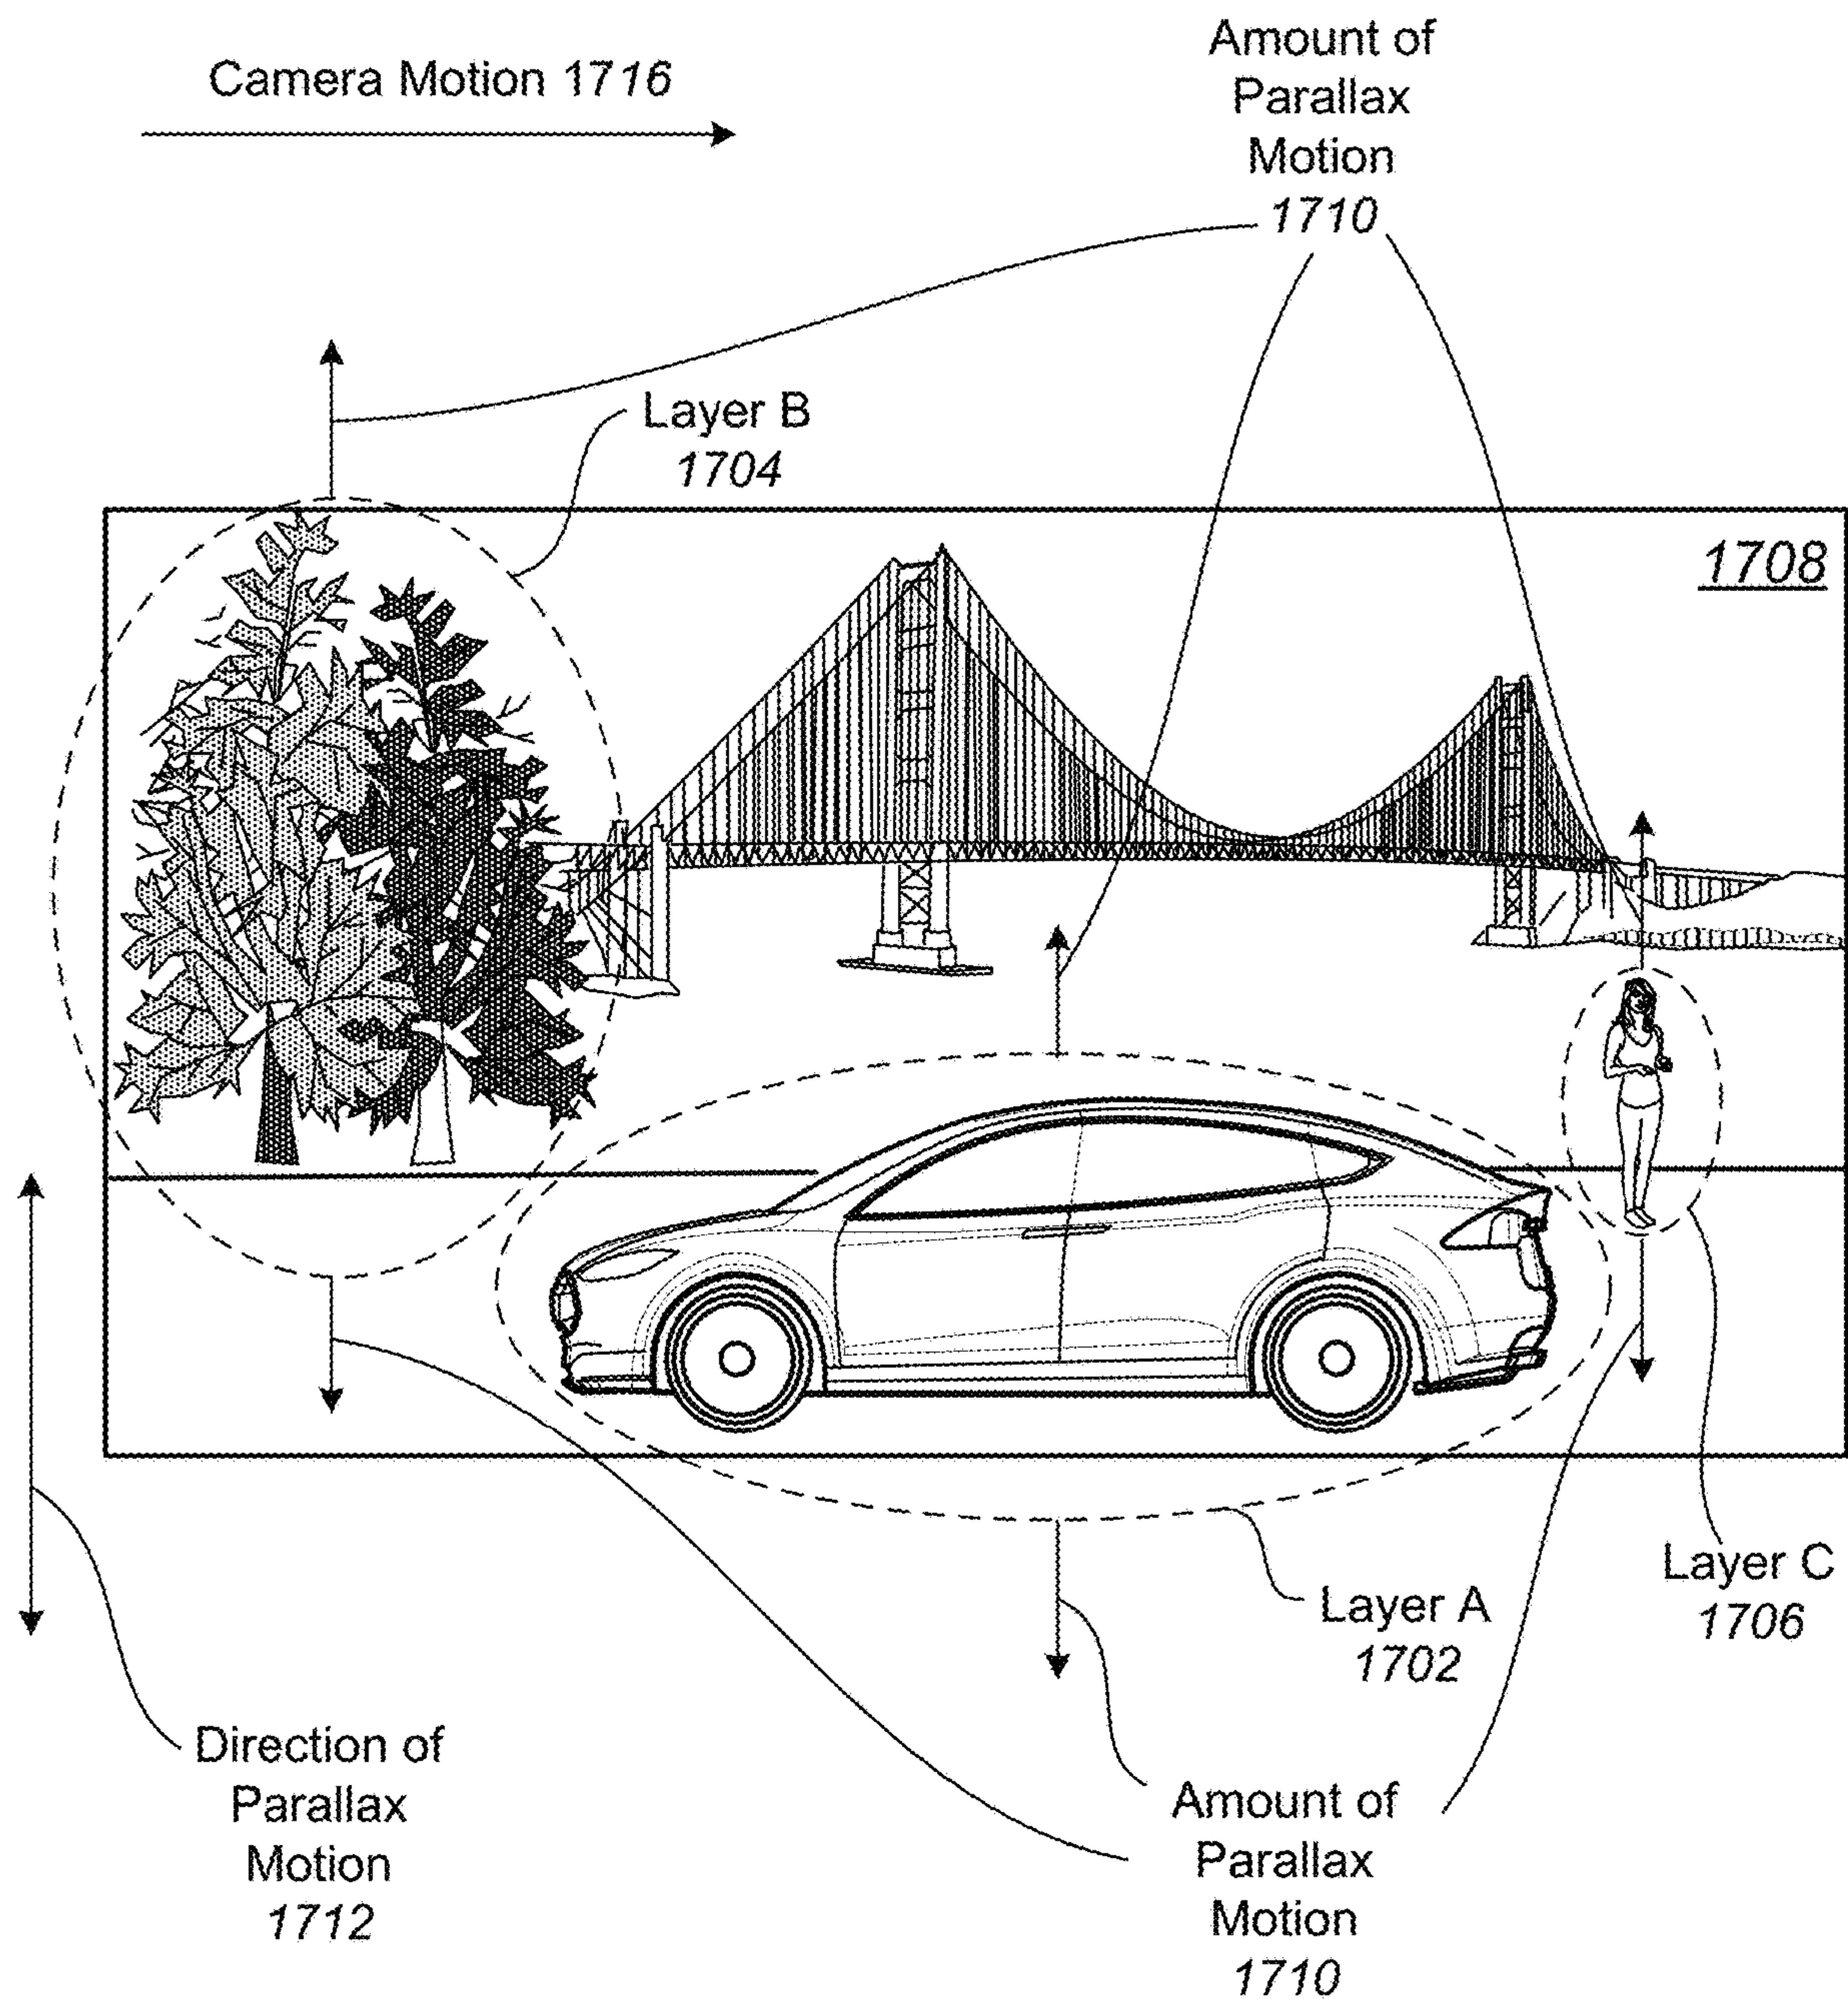 Camera Motion 1716
Amount of
Parallax
Motion
1710
Layer B
1704
1708
Layer C
1706
Layer A
1702
Direction of
Parallax
Motion
1712
Amount of
Parallax
Motion
1710